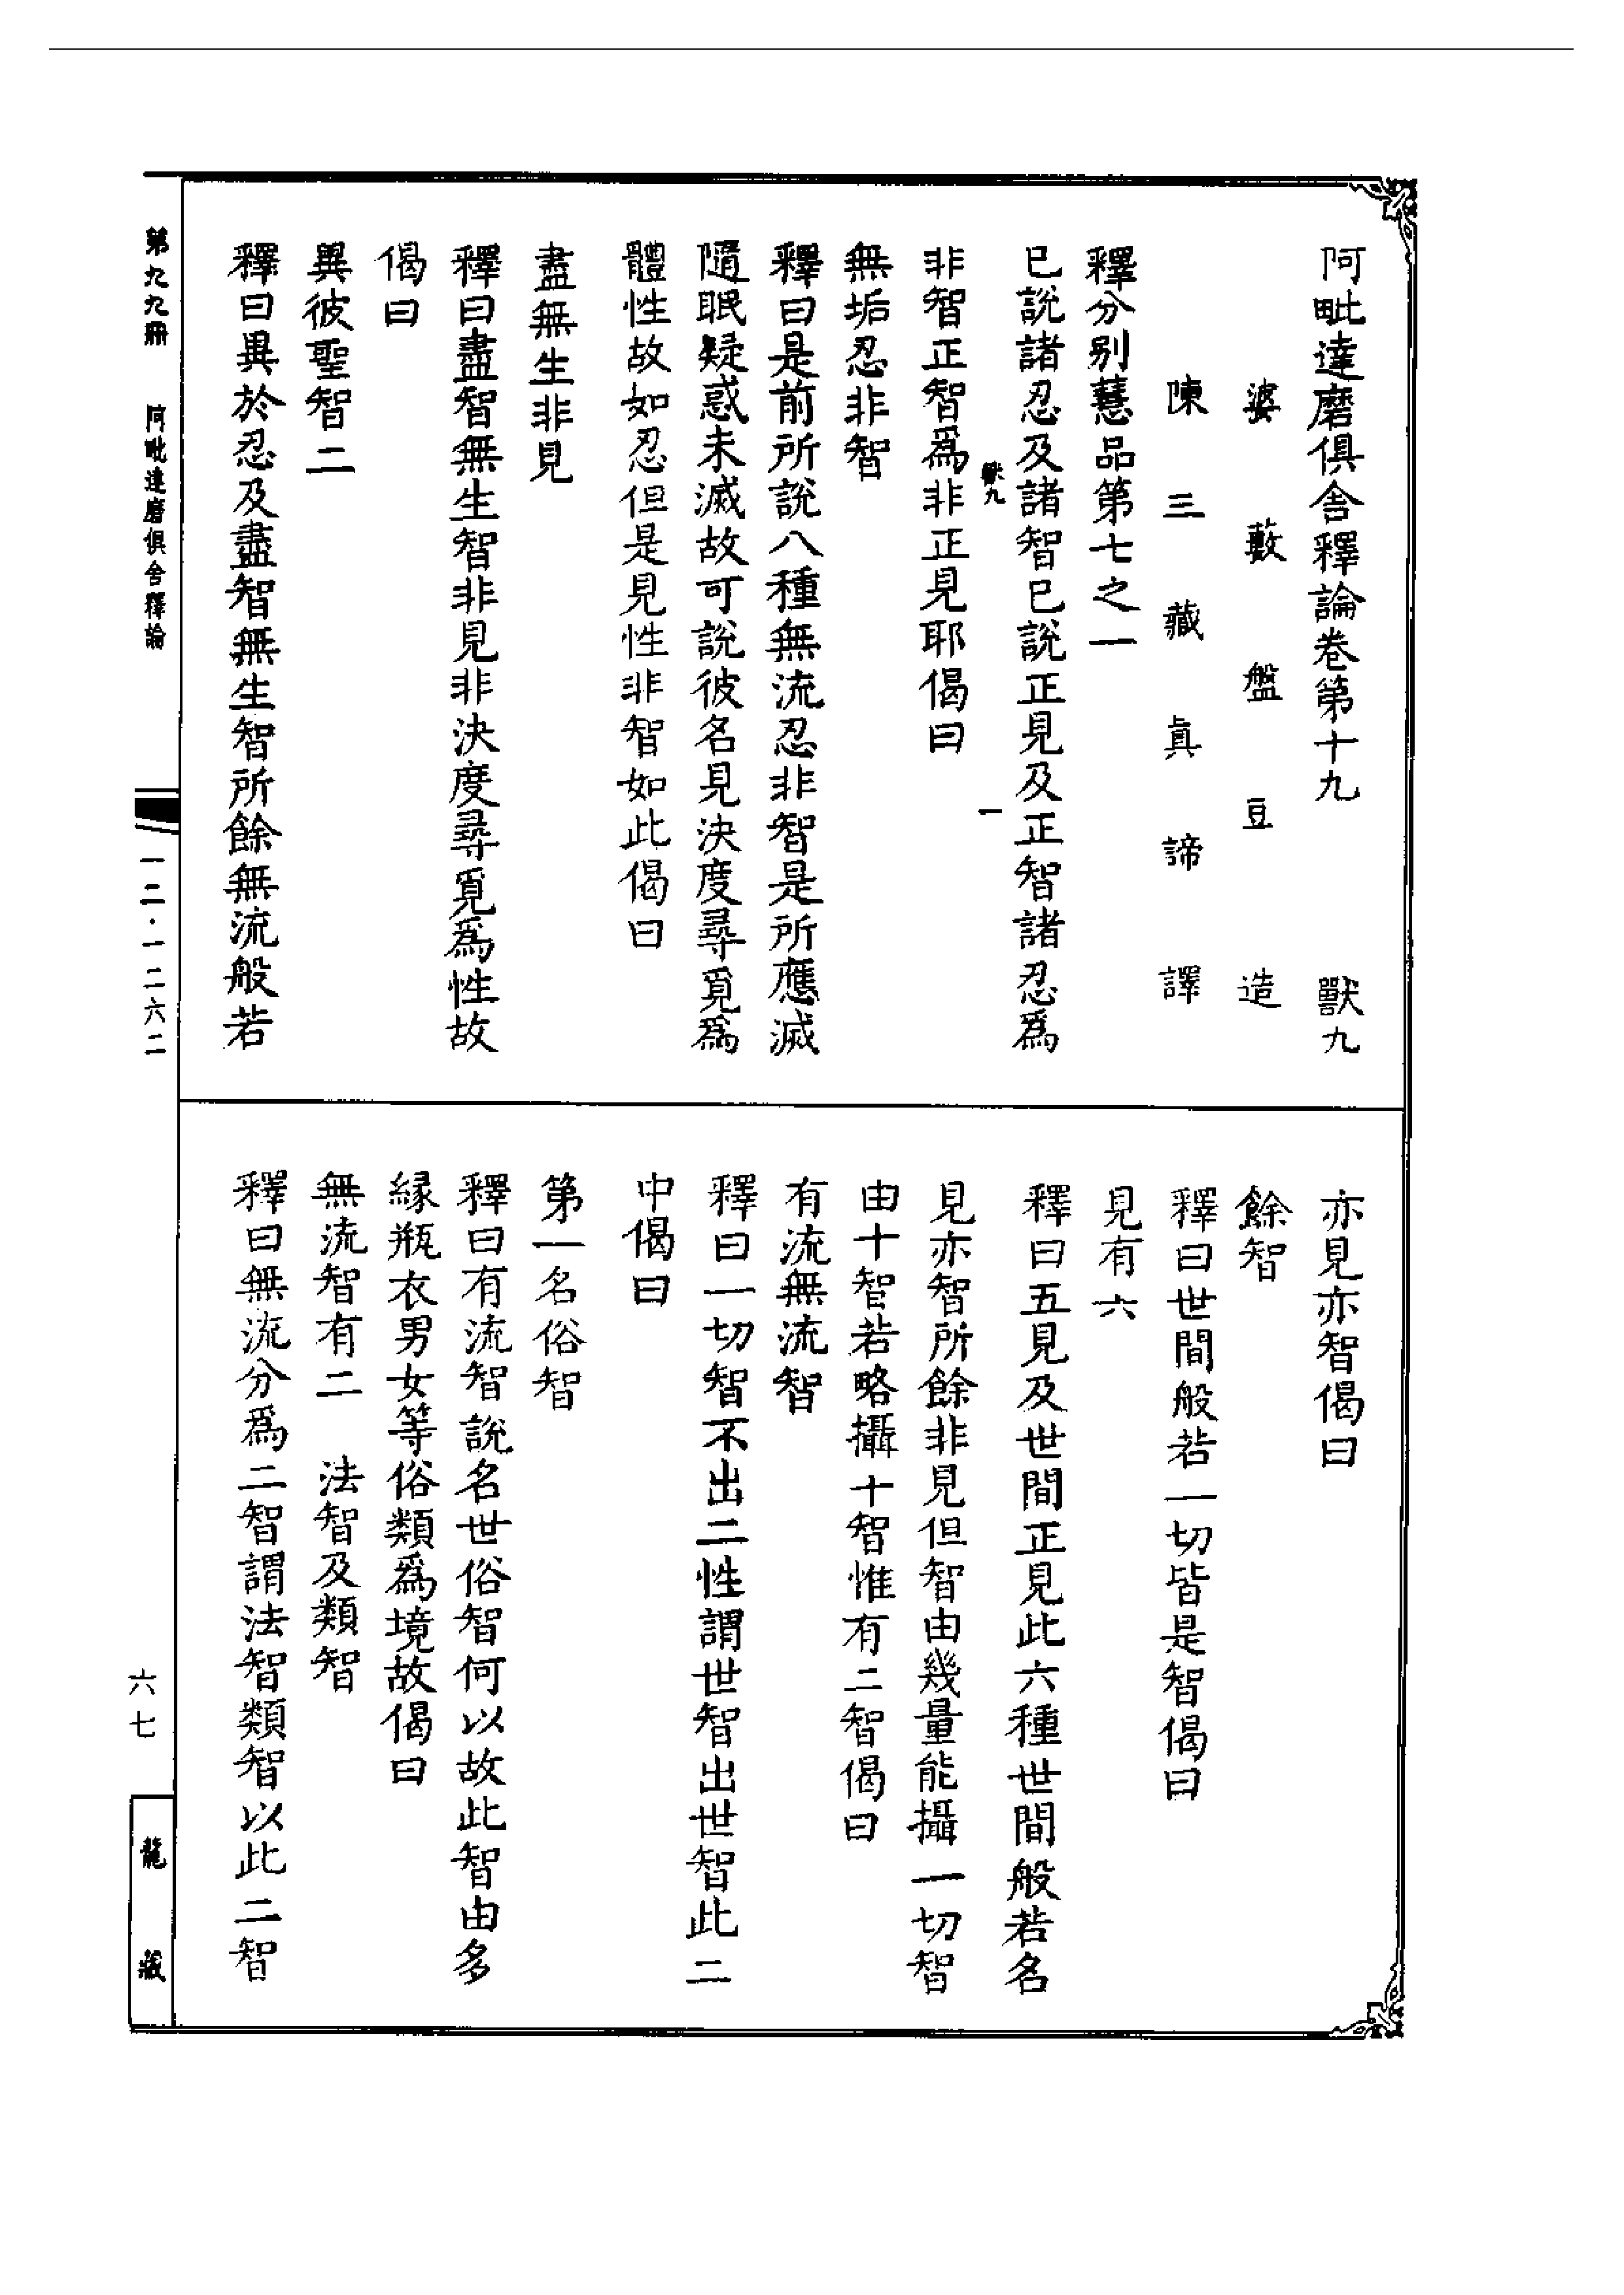 阿毗達磨俱舍釋論卷第十九　獸九
婆藪盤豆造
陳三藏真諦譯
釋分別慧品第七之一
已說諸忍及諸智已說正見及正智諸忍為
獸九　一
非智正智為非正見耶偈曰
無垢忍非智
釋曰是前所說八種無流忍非智是所應滅
隨眠疑惑未滅故可說彼名見決度尋覓為
體性故如忍但是見性非智如此偈曰
盡無生非見
釋曰盡智無生智非見非決度尋覓為性故
偈曰
異彼聖智二
釋曰異於忍及盡智無生智所餘無流般若
亦見亦智偈曰
餘智
釋曰世間般若一切皆是智偈曰
見有六
釋曰五見及世間正見此六種世間般若名
見亦智所餘非見但智由幾量能攝一切智
由十智若略攝十智惟有二智偈曰
有流無流智
釋曰一切智不出二性謂世智出世智此二
中偈曰
第一名俗智
釋曰有流智說名世俗智何以故此智由多
緣瓶衣男女等俗類為境故偈曰
無流智有二　法智及類智
釋曰無流分為二智謂法智類智以此二智
第九九冊　阿毗達磨俱舍釋論
一二·一二六二
六七
龍藏